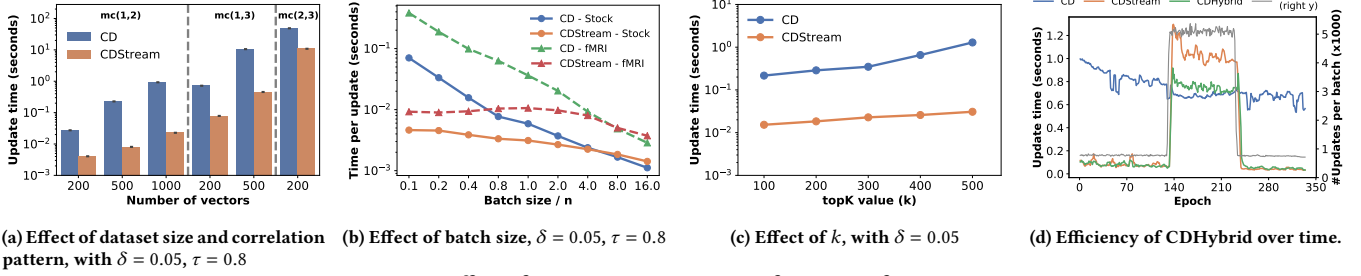 mc(1,2)
mc(1,3)
mc(2,3)
CD
CDStream
Update time (seconds)
10²
10¹
10⁰
10⁻¹
10⁻²
10⁻³
200 500 1000 200 500 200
Number of vectors
(a) Effect of dataset size and correlation
pattern, with δ = 0.05, τ = 0.8
CD - Stock
CDStream - Stock
CD - fMRI
CDStream - fMRI
Time per update (seconds)
10⁻¹
10⁻²
10⁻³
0.1 0.2 0.4 0.8 1.0 2.0 4.0 8.0 16.0
Batch size / n
(b) Effect of batch size, δ = 0.05, τ = 0.8
CD
CDStream
Update time (seconds)
10¹
10⁰
10⁻¹
10⁻²
10⁻³
100 200 300 400 500
topK value (k)
(c) Effect of k, with δ = 0.05
CD CDStream CDHybrid
(right y)
Update time (seconds)
1.2
1.0
0.8
0.6
0.4
0.2
0.0
5
4
3
2
1
0
#Updates per batch (x1000)
0 70 140 210 280 350
Epoch
(d) Efficiency of CDHybrid over time.